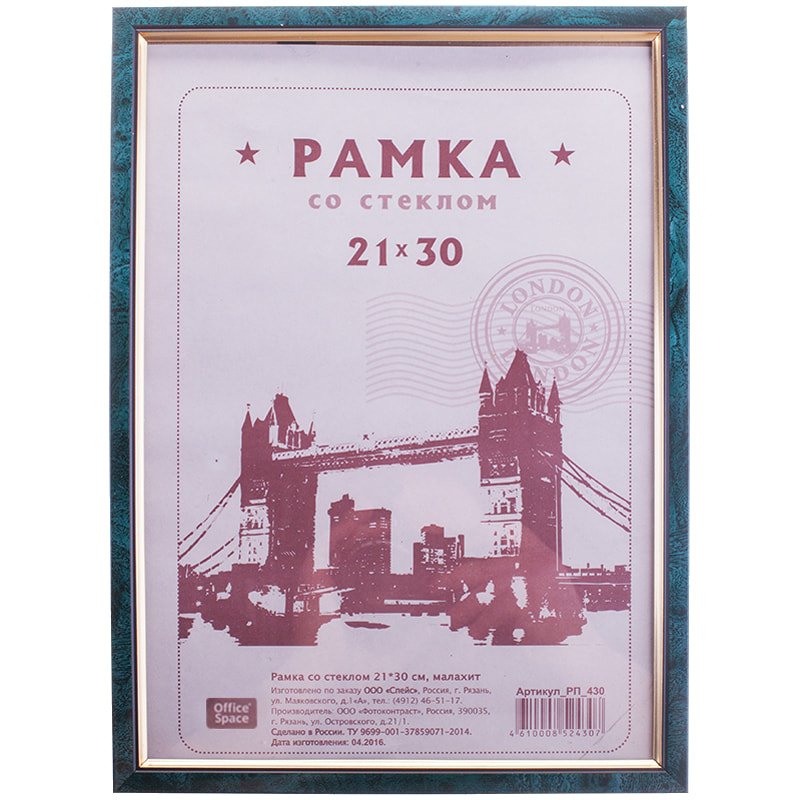 ★ РАМКА ★
со стеклом
21 х 30
LONDON
LONDON
LONDON
Рамка со стеклом 21*30 см, малахит
Изготовлено по заказу ООО «Спейс», Россия, г. Рязань,
ул. Маяковского, д.1«А», тел.: (4912) 46-51-17.
Производитель: ООО «Фотоконтраст», Россия, 390035,
г. Рязань, ул. Островского, д.21/1.
Сделано в России. ТУ 9699-001-37859071-2014.
Дата изготовления: 04.2016.
Office
Space
Артикул_РП_430
4 610008 524307